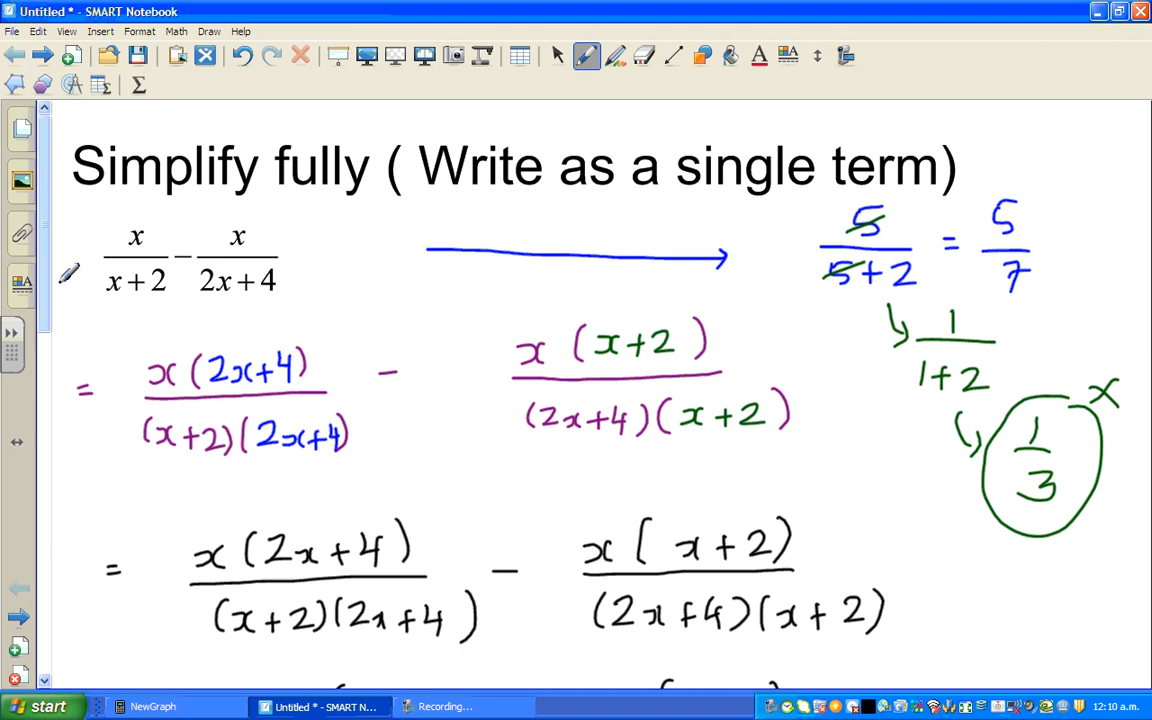 Untitled * - SMART Notebook
File Edit View Insert Format Math Draw Help
Simplify fully ( Write as a single term)
x/(x + 2) − x/(2x + 4)
5/(5+2) = 5/7
1/(1+2)
1/3 x
= x(2x+4)/((x+2)(2x+4)) − x(x+2)/((2x+4)(x+2))
= x(2x+4)/((x+2)(2x+4)) − x(x+2)/((2x+4)(x+2))
start NewGraph Untitled * - SMART N... Recording... 12:10 a.m.